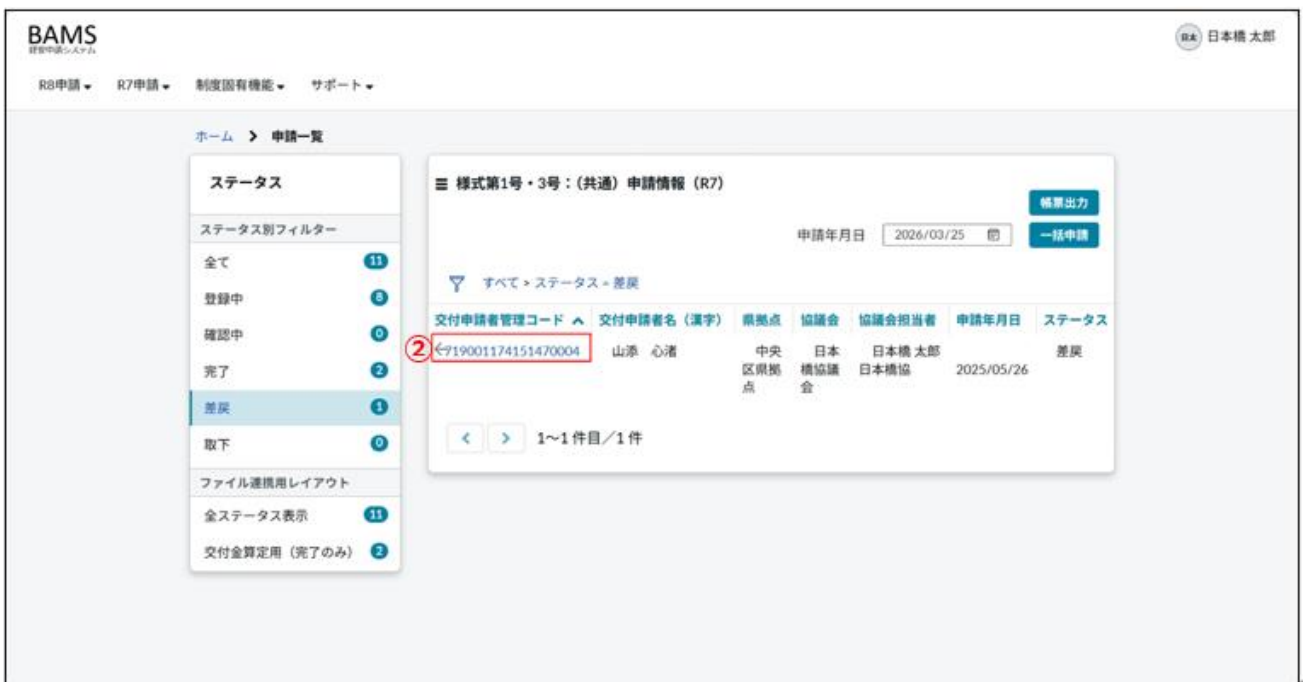 BAMS
経営申請システム
日本 日本橋 太郎
R8申請 R7申請 制度固有機能 サポート
ホーム > 申請一覧
ステータス
ステータス別フィルター
全て 11
登録中 8
確認中 0
完了 2
差戻 1
取下 0
ファイル連携用レイアウト
全ステータス表示 11
交付金算定用（完了のみ） 2
様式第1号・3号：（共通）申請情報（R7）
帳票出力
申請年月日 2026/03/25 一括申請
すべて > ステータス = 差戻
交付申請者管理コード 交付申請者名（漢字） 県拠点 協議会 協議会担当者 申請年月日 ステータス
② 719001174151470004 山添 心渚 中央区県拠点 日本橋協議会 日本橋 太郎 日本橋協 2025/05/26 差戻
< > 1～1 件目／1 件